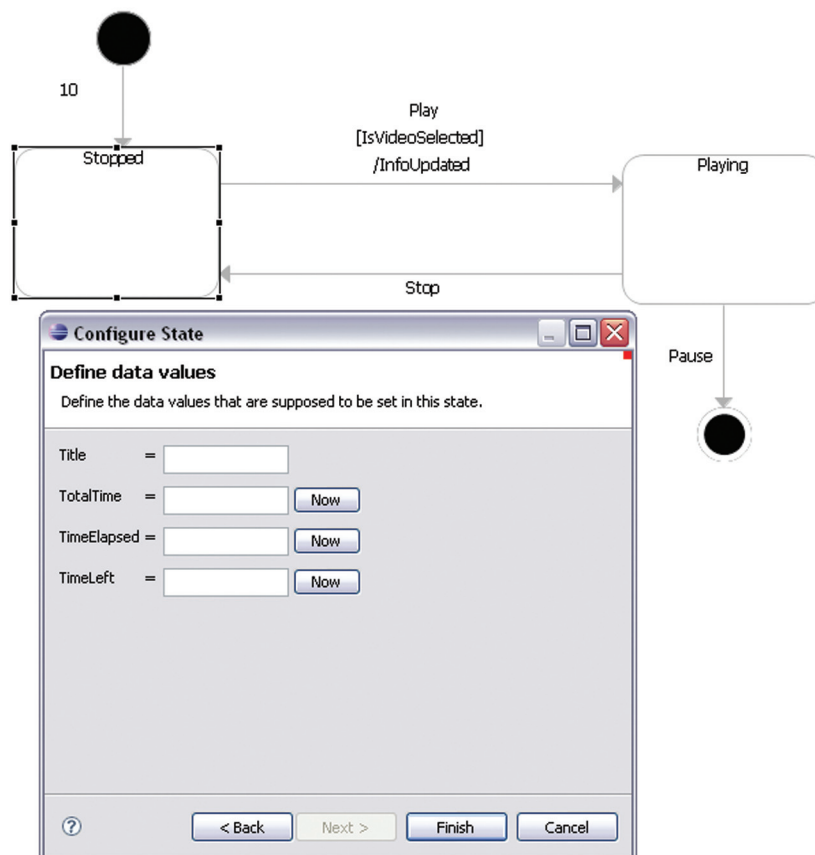 10
Play
[IsVideoSelected]
/InfoUpdated
Stopped
Playing
Stop
Pause
Configure State
Define data values
Define the data values that are supposed to be set in this state.
Title =
TotalTime = Now
TimeElapsed = Now
TimeLeft = Now
? < Back Next > Finish Cancel